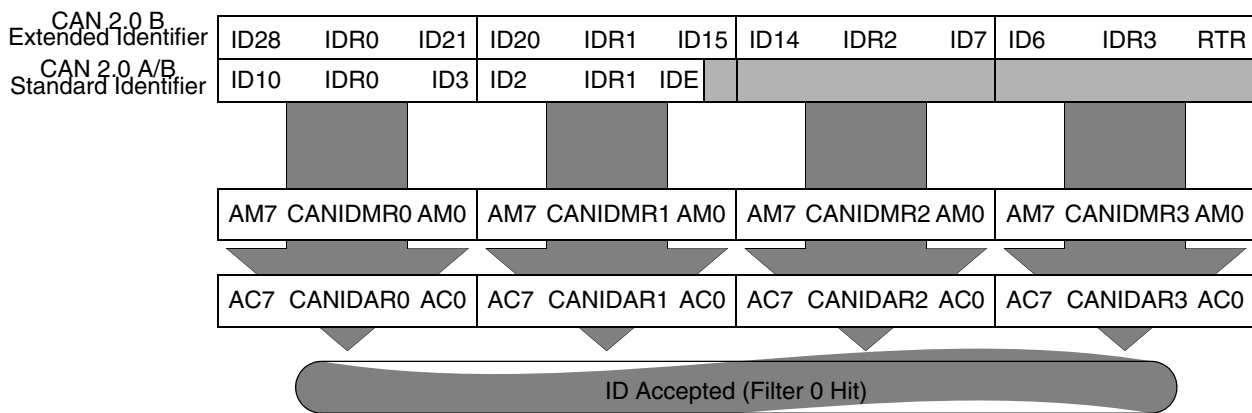 CAN 2.0 B
Extended Identifier ID28 IDR0 ID21 ID20 IDR1 ID15 ID14 IDR2 ID7 ID6 IDR3 RTR
CAN 2.0 A/B
Standard Identifier ID10 IDR0 ID3 ID2 IDR1 IDE
AM7 CANIDMR0 AM0 AM7 CANIDMR1 AM0 AM7 CANIDMR2 AM0 AM7 CANIDMR3 AM0
AC7 CANIDAR0 AC0 AC7 CANIDAR1 AC0 AC7 CANIDAR2 AC0 AC7 CANIDAR3 AC0
ID Accepted (Filter 0 Hit)